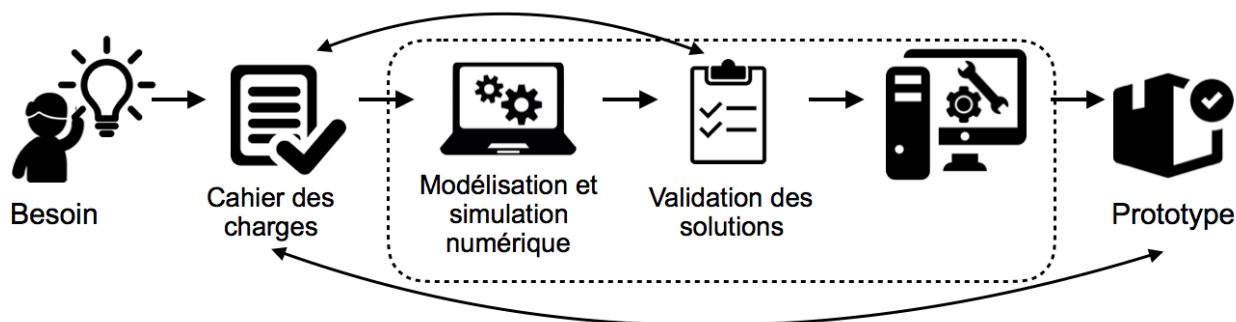 Besoin
Cahier des
charges
Modélisation et
simulation
numérique
Validation des
solutions
Prototype